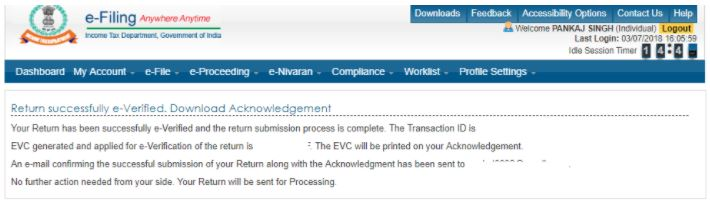 e-Filing Anywhere Anytime
Income Tax Department, Government of India
Downloads Feedback Accessibility Options Contact Us Help
Welcome PANKAJ SINGH (Individual) Logout
Last Login: 03/07/2018 16:05:59
Idle Session Timer 1 4 : 4
Dashboard My Account e-File e-Proceeding e-Nivaran Compliance Worklist Profile Settings
Return successfully e-Verified. Download Acknowledgement
Your Return has been successfully e-Verified and the return submission process is complete. The Transaction ID is
EVC generated and applied for e-Verification of the return is . The EVC will be printed on your Acknowledgement.
An e-mail confirming the successful submission of your Return along with the Acknowledgment has been sent to
No further action needed from your side. Your Return will be sent for Processing.